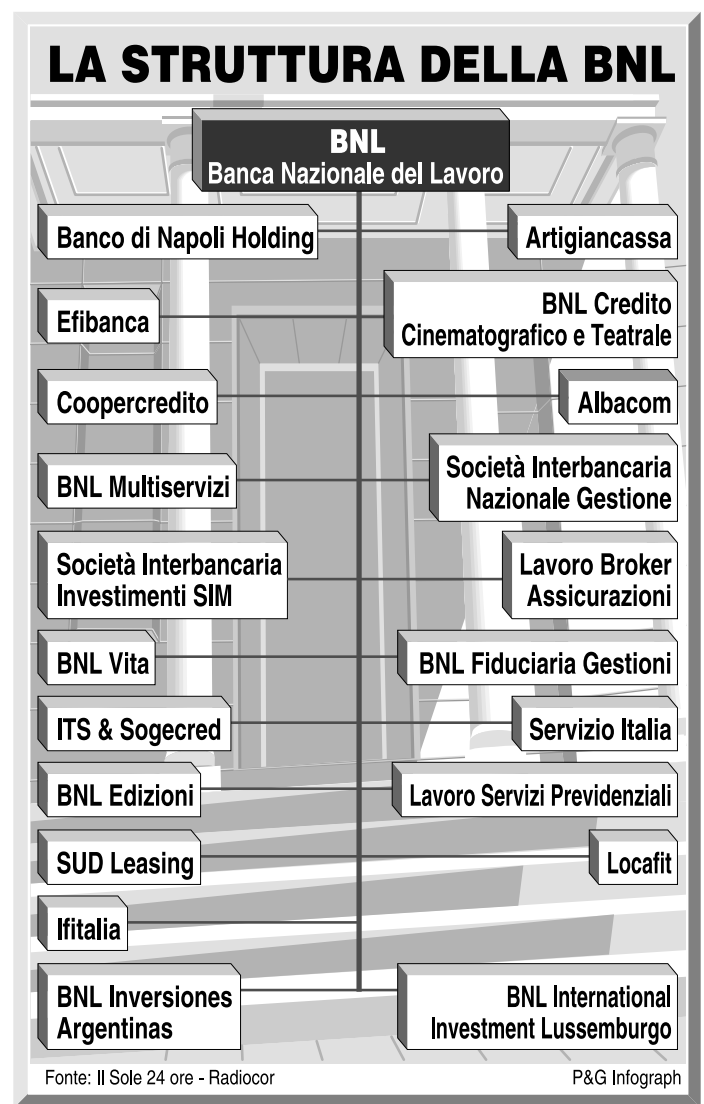 LA STRUTTURA DELLA BNL
BNL
Banca Nazionale del Lavoro
Banco di Napoli Holding
Artigiancassa
Efibanca
BNL Credito
Cinematografico e Teatrale
Coopercredito
Albacom
BNL Multiservizi
Società Interbancaria
Nazionale Gestione
Società Interbancaria
Investimenti SIM
Lavoro Broker
Assicurazioni
BNL Vita
BNL Fiduciaria Gestioni
ITS & Sogecred
Servizio Italia
BNL Edizioni
Lavoro Servizi Previdenziali
SUD Leasing
Locafit
Ifitalia
BNL Inversiones
Argentinas
BNL International
Investment Lussemburgo
Fonte: Il Sole 24 ore - Radiocor
P&G Infograph